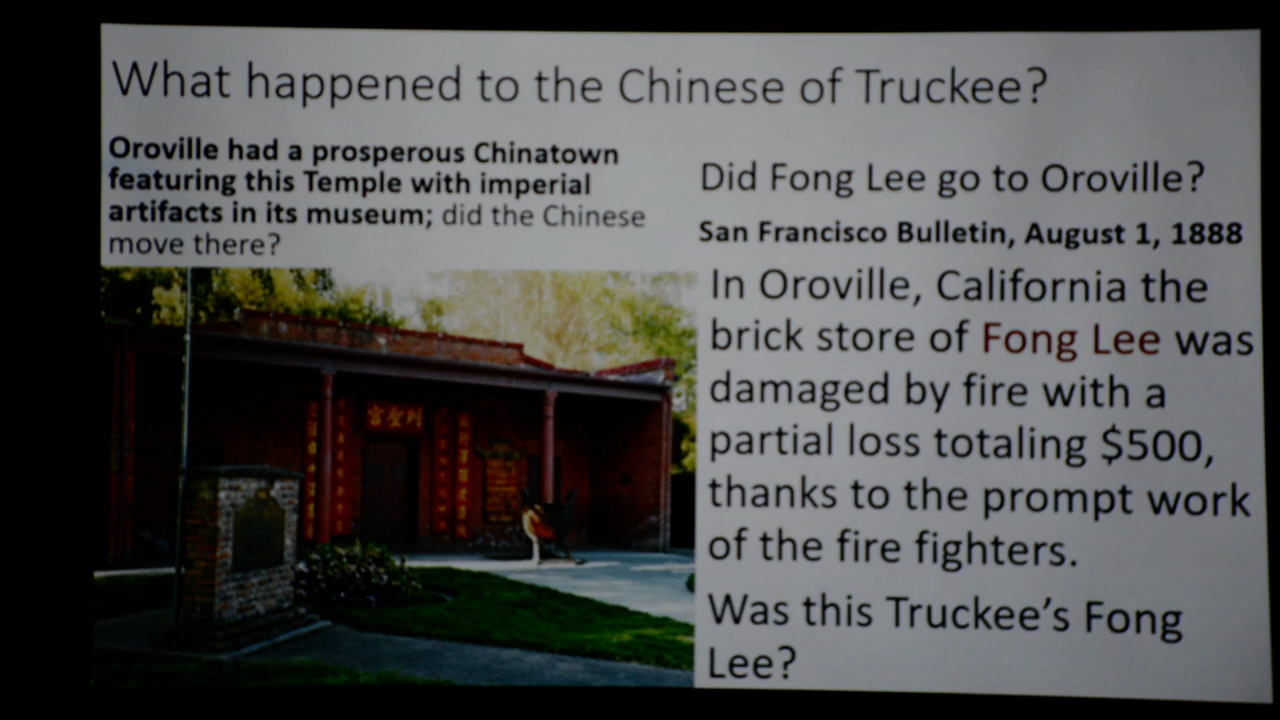 What happened to the Chinese of Truckee?
Oroville had a prosperous Chinatown
featuring this Temple with imperial
artifacts in its museum; did the Chinese
move there?
宮聖列
Did Fong Lee go to Oroville?
San Francisco Bulletin, August 1, 1888
In Oroville, California the
brick store of Fong Lee was
damaged by fire with a
partial loss totaling $500,
thanks to the prompt work
of the fire fighters.
Was this Truckee’s Fong
Lee?